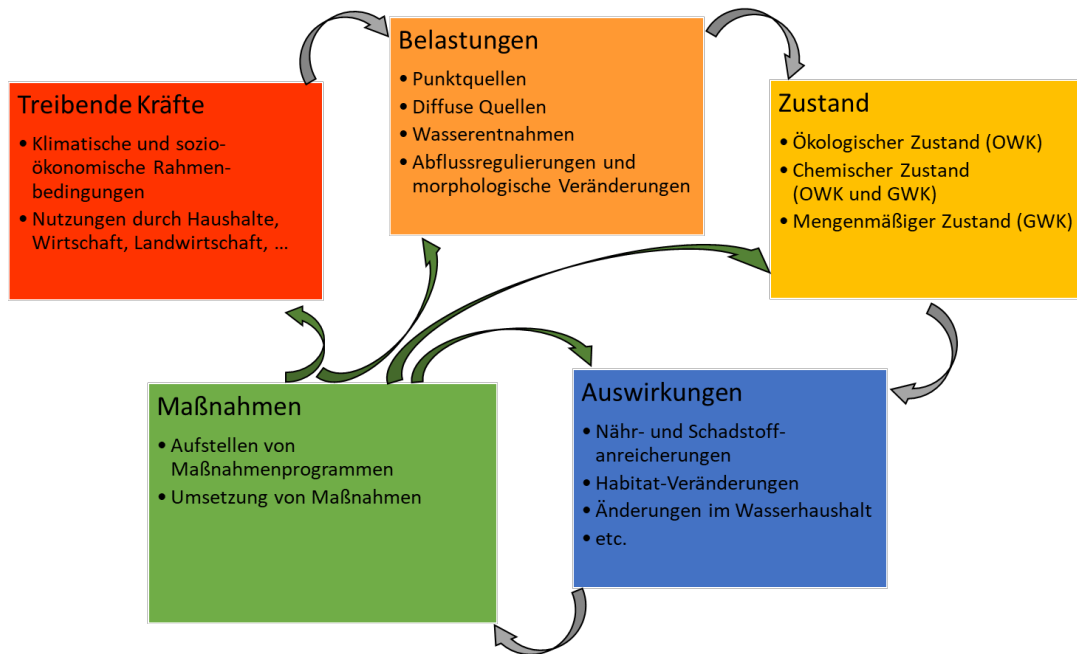 Treibende Kräfte
• Klimatische und sozio-
ökonomische Rahmen-
bedingungen
• Nutzungen durch Haushalte,
Wirtschaft, Landwirtschaft, ...
Belastungen
• Punktquellen
• Diffuse Quellen
• Wasserentnahmen
• Abflussregulierungen und
morphologische Veränderungen
Zustand
• Ökologischer Zustand (OWK)
• Chemischer Zustand
(OWK und GWK)
• Mengenmäßiger Zustand (GWK)
Maßnahmen
• Aufstellen von
Maßnahmenprogrammen
• Umsetzung von Maßnahmen
Auswirkungen
• Nähr- und Schadstoff-
anreicherungen
• Habitat-Veränderungen
• Änderungen im Wasserhaushalt
• etc.